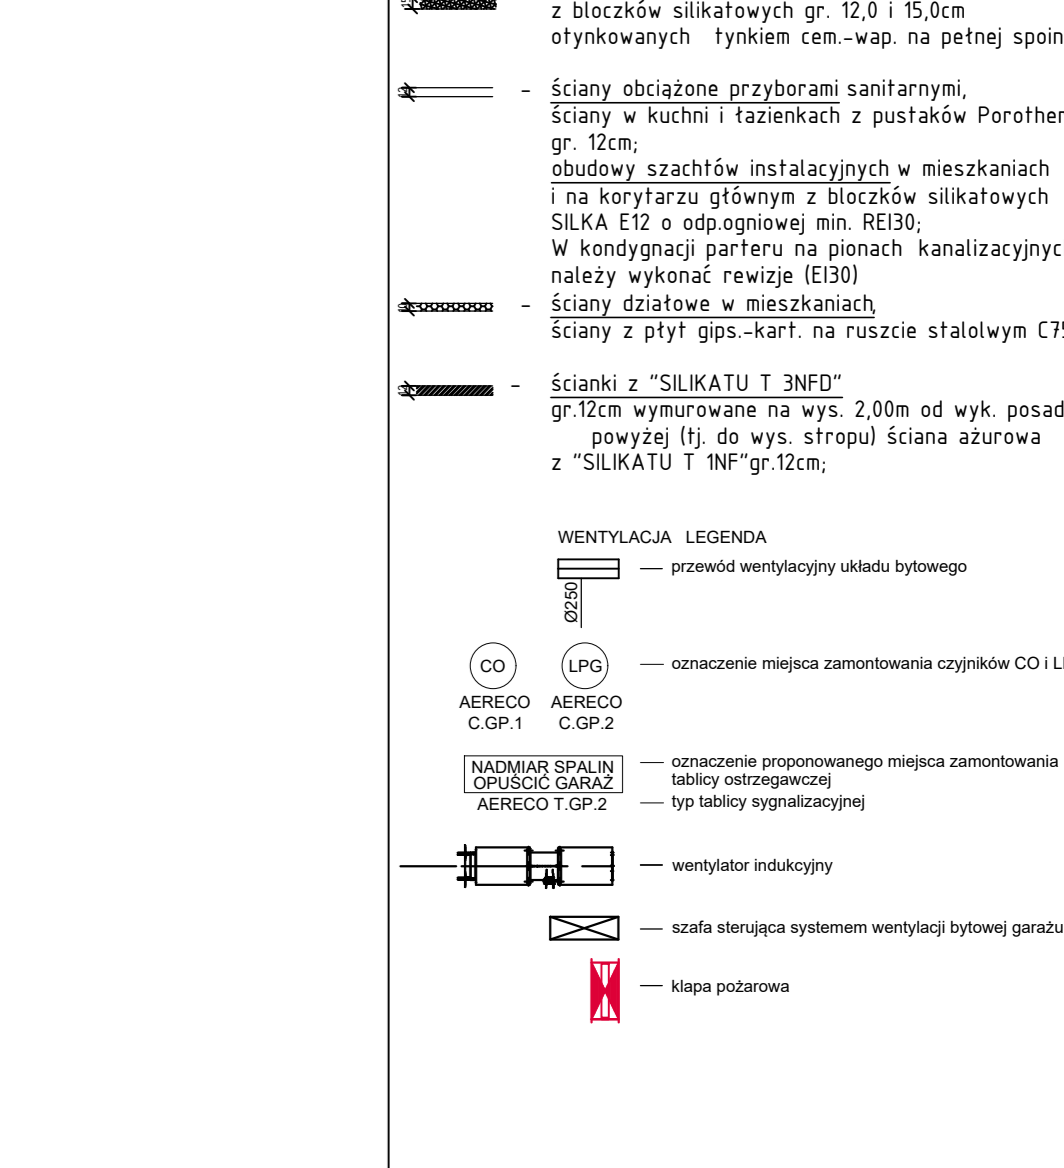 z bloczków silikatowych gr. 12,0 i 15,0cm
otynkowanych tynkiem cem.-wap. na pełnej spoin
- ściany obciążone przyborami sanitarnymi,
ściany w kuchni i łazienkach z pustaków Porother
gr. 12cm;
obudowy szachtów instalacyjnych w mieszkaniach
i na korytarzu głównym z bloczków silikatowych
SILKA E12 o odp.ogniowej min. REI30;
W kondygnacji parteru na pionach kanalizacyjnyc
należy wykonać rewizje (EI30)
- ściany działowe w mieszkaniach,
ściany z płyt gips.-kart. na ruszcie stalolwym C75
- ścianki z "SILIKATU T 3NFD"
gr.12cm wymurowane na wys. 2,00m od wyk. posad
powyżej (tj. do wys. stropu) ściana ażurowa
z "SILIKATU T 1NF"gr.12cm;
WENTYLACJA LEGENDA
przewód wentylacyjny układu bytowego
Ø250
CO
LPG
oznaczenie miejsca zamontowania czyjników CO i L
AERECO
C.GP.1
AERECO
C.GP.2
NADMIAR SPALIN
OPUŚCIĆ GARAŻ
oznaczenie proponowanego miejsca zamontowania
tablicy ostrzegawczej
AERECO T.GP.2
typ tablicy sygnalizacyjnej
wentylator indukcyjny
szafa sterująca systemem wentylacji bytowej garażu
klapa pożarowa